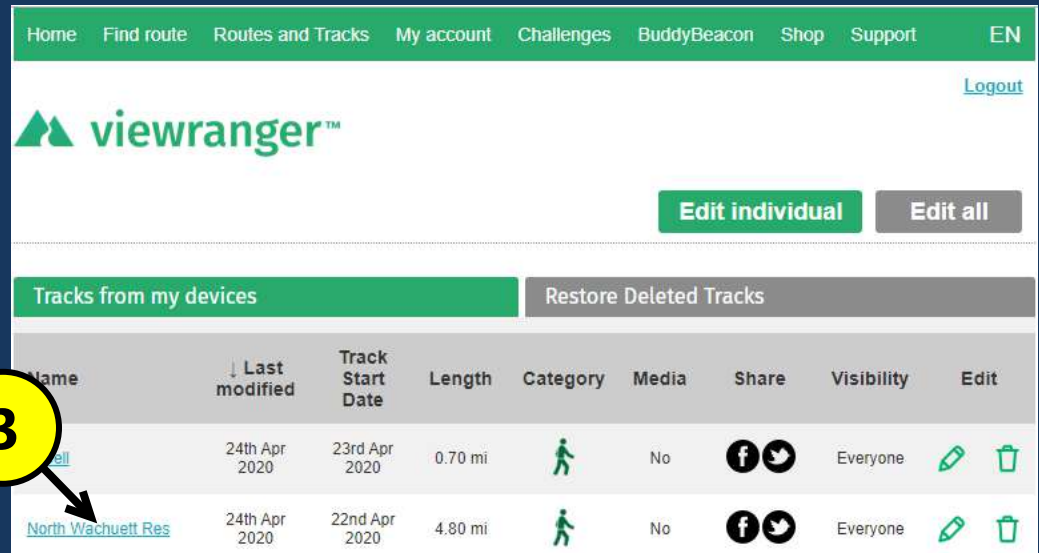 Home Find route Routes and Tracks My account Challenges BuddyBeacon Shop Support EN
Logout
viewranger™
Edit individual Edit all
Tracks from my devices Restore Deleted Tracks
Name ↓ Last modified Track Start Date Length Category Media Share Visibility Edit
3
24th Apr 2020 23rd Apr 2020 0.70 mi No Everyone
North Wachuett Res 24th Apr 2020 22nd Apr 2020 4.80 mi No Everyone